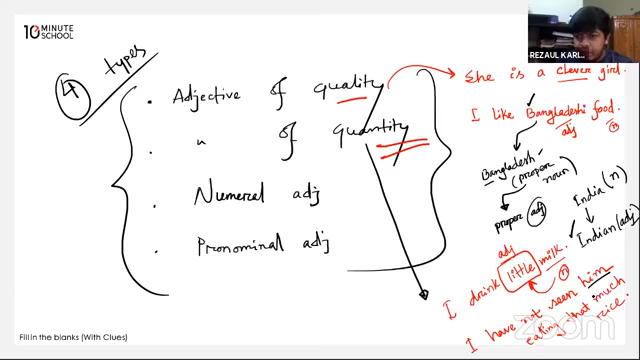 10 MINUTE
SCHOOL
REZAUL KARI..
4 types
• Adjective of quality
• " of quantity
• Numeral adj
• Pronominal adj
She is a clever girl.
I like Bangladeshi food.
adj
(n)
Bangladesh
(proper noun)
proper adj
India (n)
Indian (adj)
adj
I drink little milk.
(n)
I have not seen him
eating that much
rice.
zoom
Fill in the blanks (With Clues)